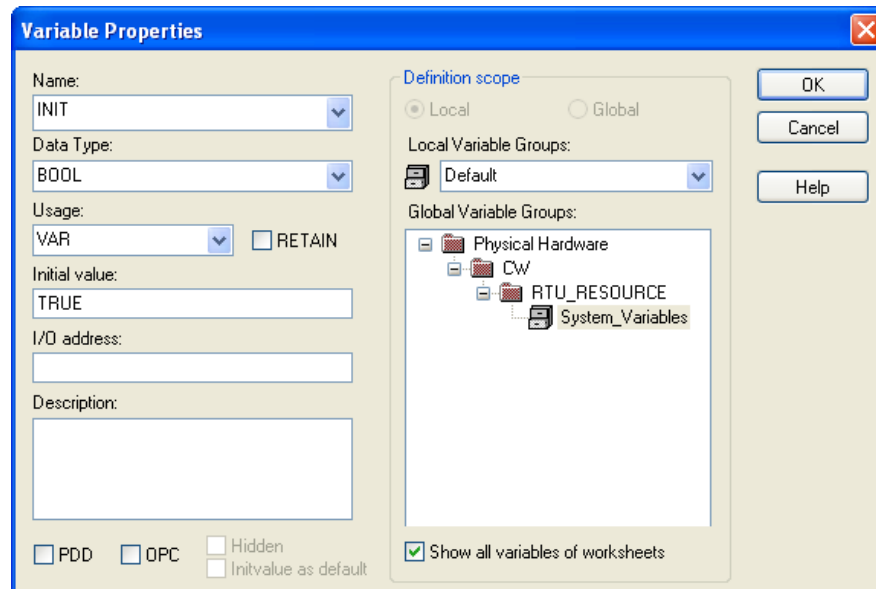 Variable Properties
Name:
INIT
Data Type:
BOOL
Usage:
VAR
RETAIN
Initial value:
TRUE
I/O address:
Description:
PDD
OPC
Hidden
Initvalue as default
Definition scope
Local
Global
Local Variable Groups:
Default
Global Variable Groups:
Physical Hardware
CW
RTU_RESOURCE
System_Variables
Show all variables of worksheets
OK
Cancel
Help